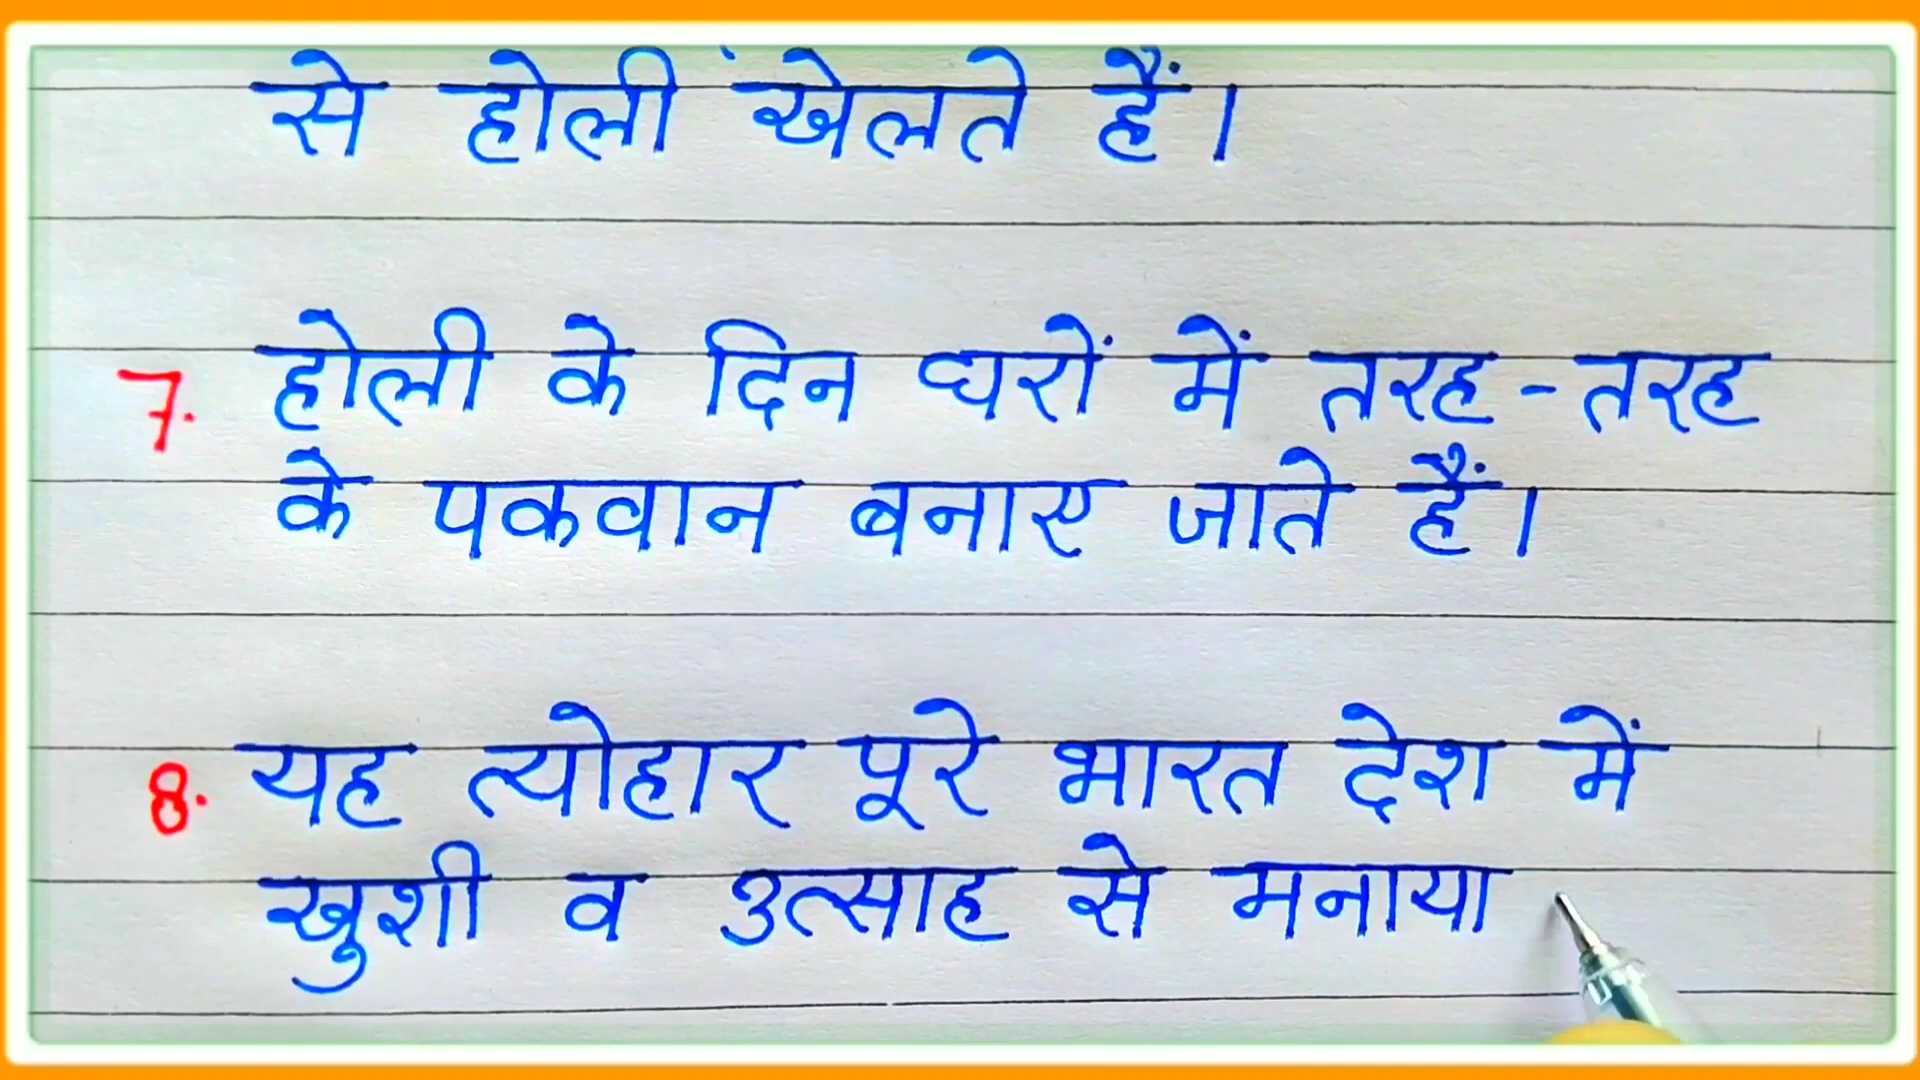 से होली खेलते हैं।
7. होली के दिन घरों में तरह-तरह
के पकवान बनाए जाते हैं।
8. यह त्योहार पूरे भारत देश में
खुशी व उत्साह से मनाया